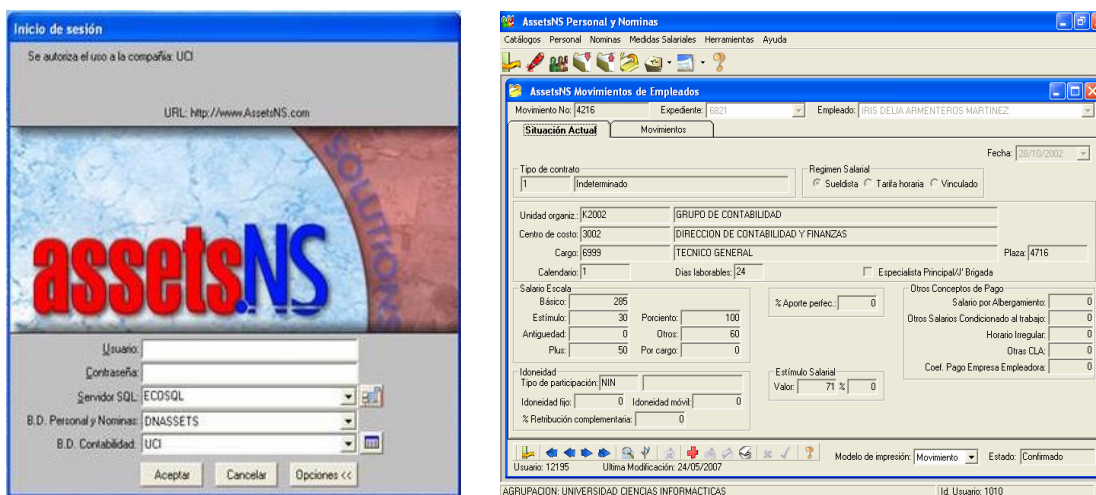 Inicio de sesión
Se autoriza el uso a la compañia: UCI
URL: http://www.AssetsNS.com
SOLUTIONS
assets.NS
Usuario:
Contraseña:
Servidor SQL: ECOSQL
B.D. Personal y Nominas: DNASSETS
B.D. Contabilidad: UCI
Aceptar Cancelar Opciones <<
AssetsNS Personal y Nominas
Catálogos Personal Nominas Medidas Salariales Herramientas Ayuda
AssetsNS Movimientos de Empleados
Movimiento No: 4216 Expediente: 6821 Empleado: IRIS DELIA ARMENTEROS MARTINEZ
Situación Actual Movimientos
Fecha: 28/10/2002
Tipo de contrato Regimen Salarial
1 Indeterminado Sueldista Tarifa horaria Vinculado
Unidad organiz.: K2002 GRUPO DE CONTABILIDAD
Centro de costo: 3002 DIRECCION DE CONTABILIDAD Y FINANZAS
Cargo: 6999 TECNICO GENERAL Plaza: 4716
Calendario: 1 Dias laborables: 24 Especialista Principal/J' Brigada
Salario Escala Otros Conceptos de Pago
Básico: 285 % Aporte perfec.: 0 Salario por Albergamiento: 0
Estímulo: 30 Porciento: 100 Otros Salarios Condicionado al trabajo: 0
Antiguedad: 0 Otros: 60 Horario Irregular: 0
Plus: 50 Por cargo: 0 Otras CLA: 0
Coef. Pago Empresa Empleadora: 0
Idoneidad Estímulo Salarial
Tipo de participación: NIN Valor: 71 % 0
Idoneidad fijo: 0 Idoneidad móvil: 0
% Retribución complementaria: 0
Modelo de impresión: Movimiento Estado: Confirmado
Usuario: 12195 Ultima Modificación: 24/05/2007
AGRUPACION: UNIVERSIDAD CIENCIAS INFORMACTICAS Id. Usuario: 1010